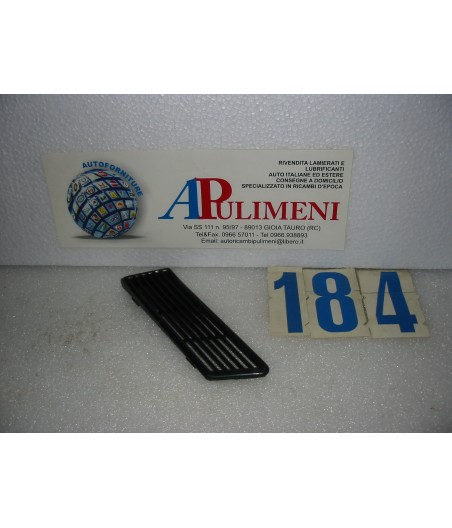 AUTOFORNITURE
APULIMENI
RIVENDITA LAMIERATI E
LUBRIFICANTI
AUTO ITALIANE ED ESTERE
CONSEGNE A DOMICILIO
SPECIALIZZATO IN RICAMBI D'EPOCA
Via SS 111 n. 95/97 - 89013 GIOIA TAURO (RC)
Tel&Fax. 0966 57011 - Tel 0966 938893
Email: autoricambipulimeni@libero.it
184